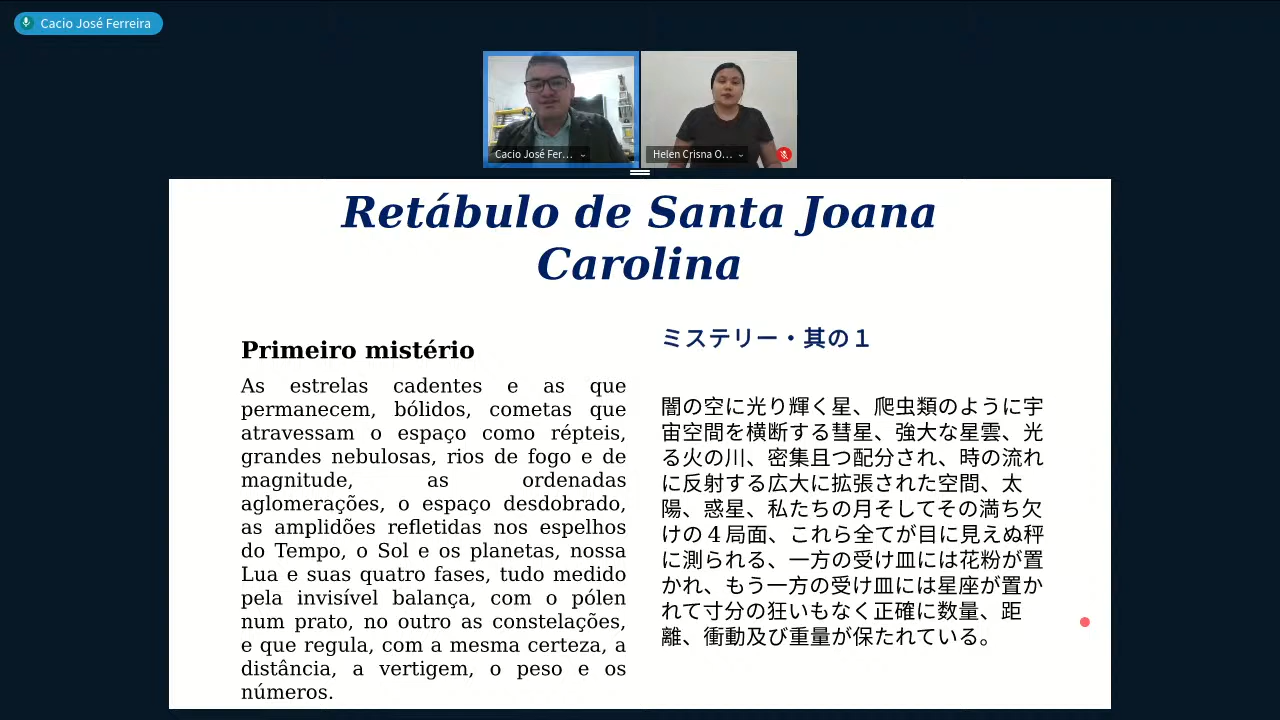 Cacio José Ferreira
Cacio José Fer...
Helen Crisna O...
Retábulo de Santa Joana
Carolina
Primeiro mistério
As estrelas cadentes e as que
permanecem, bólidos, cometas que
atravessam o espaço como répteis,
grandes nebulosas, rios de fogo e de
magnitude, as ordenadas
aglomerações, o espaço desdobrado,
as amplidões refletidas nos espelhos
do Tempo, o Sol e os planetas, nossa
Lua e suas quatro fases, tudo medido
pela invisível balança, com o pólen
num prato, no outro as constelações,
e que regula, com a mesma certeza, a
distância, a vertigem, o peso e os
números.
ミステリー・其の１
闇の空に光り輝く星、爬虫類のように宇
宙空間を横断する彗星、強大な星雲、光
る火の川、密集且つ配分され、時の流れ
に反射する広大に拡張された空間、太
陽、惑星、私たちの月そしてその満ち欠
けの４局面、これら全てが目に見えぬ秤
に測られる、一方の受け皿には花粉が置
かれ、もう一方の受け皿には星座が置か
れて寸分の狂いもなく正確に数量、距
離、衝動及び重量が保たれている。